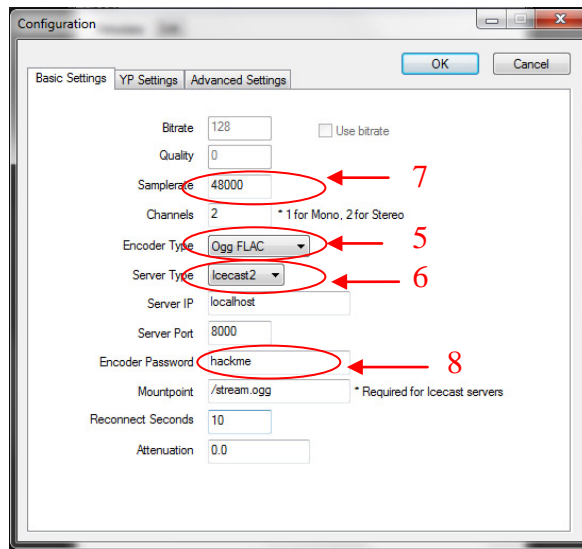 Configuration
OK Cancel
Basic Settings YP Settings Advanced Settings
Bitrate 128 Use bitrate
Quality 0
Samplerate 48000 7
Channels 2 * 1 for Mono, 2 for Stereo
Encoder Type Ogg FLAC 5
Server Type Icecast2 6
Server IP localhost
Server Port 8000
Encoder Password hackme 8
Mountpoint /stream.ogg * Required for Icecast servers
Reconnect Seconds 10
Attenuation 0.0